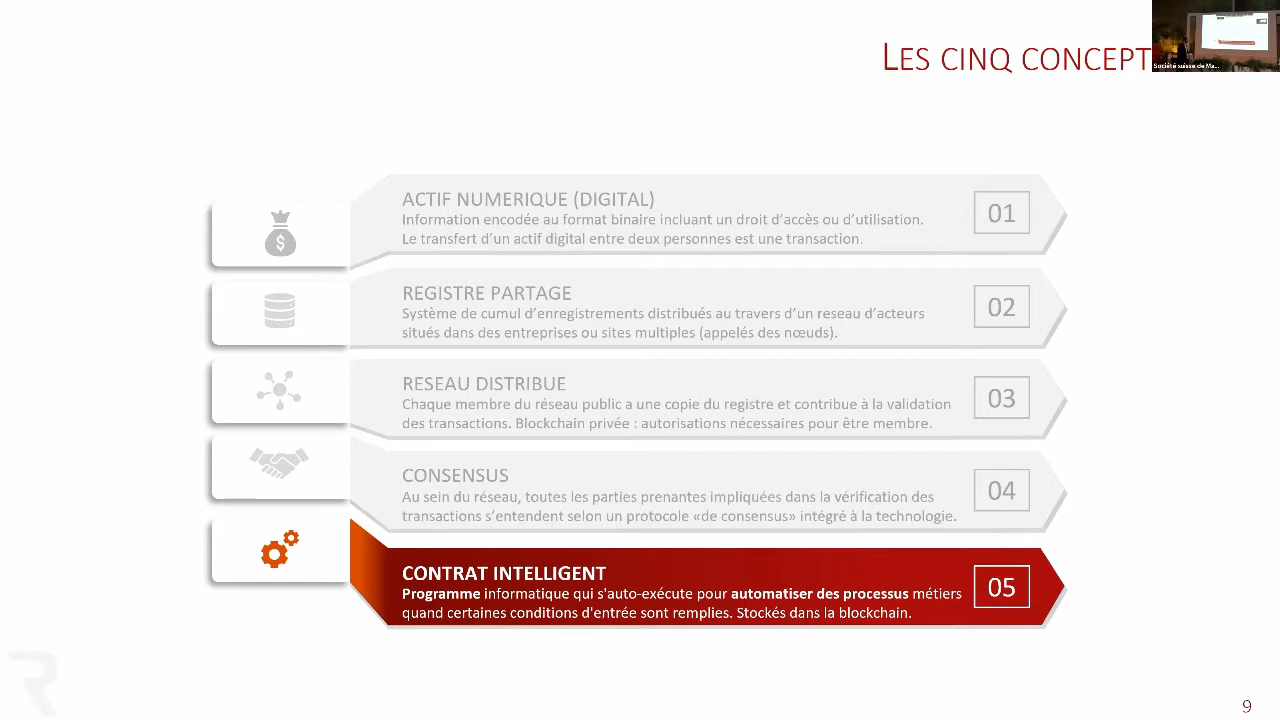 LES CINQ CONCEPT
Société suisse de Ma...
ACTIF NUMERIQUE (DIGITAL)
Information encodée au format binaire incluant un droit d'accès ou d'utilisation.
Le transfert d'un actif digital entre deux personnes est une transaction.
01
REGISTRE PARTAGE
Système de cumul d'enregistrements distribués au travers d'un reseau d'acteurs
situés dans des entreprises ou sites multiples (appelés des nœuds).
02
RESEAU DISTRIBUE
Chaque membre du réseau public a une copie du registre et contribue à la validation
des transactions. Blockchain privée : autorisations nécessaires pour être membre.
03
CONSENSUS
Au sein du réseau, toutes les parties prenantes impliquées dans la vérification des
transactions s'entendent selon un protocole «de consensus» intégré à la technologie.
04
CONTRAT INTELLIGENT
Programme informatique qui s'auto-exécute pour automatiser des processus métiers
quand certaines conditions d'entrée sont remplies. Stockés dans la blockchain.
05
9